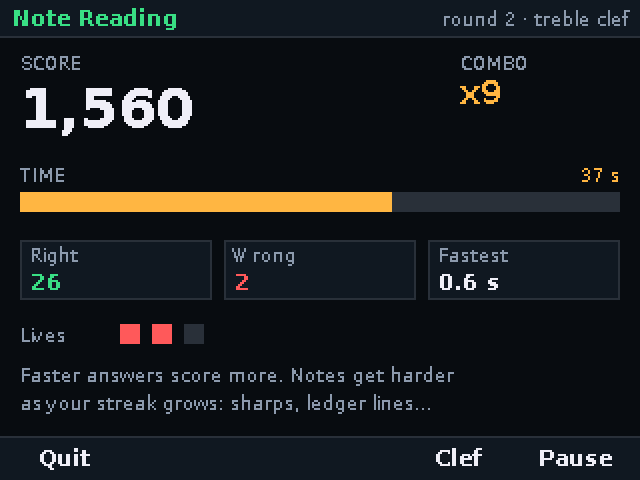 Note Reading
round 2 · treble clef
SCORE
COMBO
1,560
x9
TIME
37 s
Right
Wrong
Fastest
26
2
0.6 s
Lives
Faster answers score more. Notes get harder
as your streak grows: sharps, ledger lines...
Quit
Clef
Pause